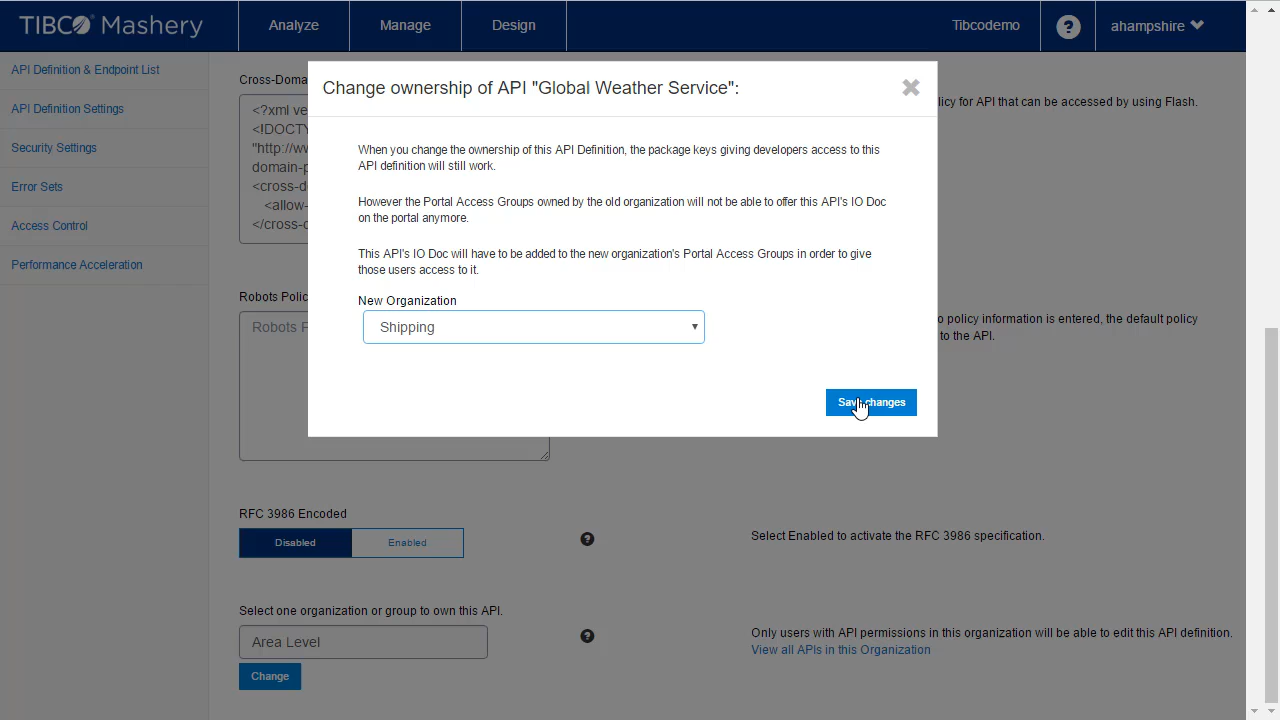 TIBCO Mashery
Analyze
Manage
Design
Tibcodemo
?
ahampshire
API Definition & Endpoint List
API Definition Settings
Security Settings
Error Sets
Access Control
Performance Acceleration
Change ownership of API "Global Weather Service":
When you change the ownership of this API Definition, the package keys giving developers access to this
API definition will still work.
However the Portal Access Groups owned by the old organization will not be able to offer this API's IO Doc
on the portal anymore.
This API's IO Doc will have to be added to the new organization's Portal Access Groups in order to give
those users access to it.
New Organization
Shipping
Save changes
Cross-Doma
<?xml ve
<!DOCTY
"http://ww
domain-p
<cross-d
<allow-
</cross-d
licy for API that can be accessed by using Flash.
Robots Polic
Robots P
o policy information is entered, the default policy
to the API.
RFC 3986 Encoded
Disabled
Enabled
?
Select Enabled to activate the RFC 3986 specification.
Select one organization or group to own this API.
Area Level
?
Only users with API permissions in this organization will be able to edit this API definition.
View all APIs in this Organization
Change